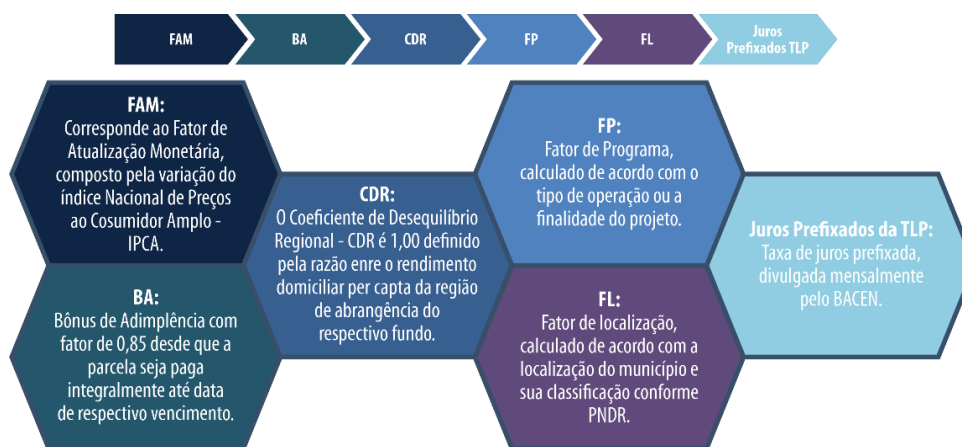 FAM
BA
CDR
FP
FL
Juros
Prefixados TLP
FAM:
Corresponde ao Fator de
Atualização Monetária,
composto pela variação do
índice Nacional de Preços
ao Cosumidor Amplo -
IPCA.
BA:
Bônus de Adimplência com
fator de 0,85 desde que a
parcela seja paga
integralmente até data
de respectivo vencimento.
CDR:
O Coeficiente de Desequilíbrio
Regional - CDR é 1,00 definido
pela razão enre o rendimento
domiciliar per capta da região
de abrangência do
respectivo fundo.
FP:
Fator de Programa,
calculado de acordo com o
tipo de operação ou a
finalidade do projeto.
FL:
Fator de localização,
calculado de acordo com a
localização do município e
sua classificação conforme
PNDR.
Juros Prefixados da TLP:
Taxa de juros prefixada,
divulgada mensalmente
pelo BACEN.